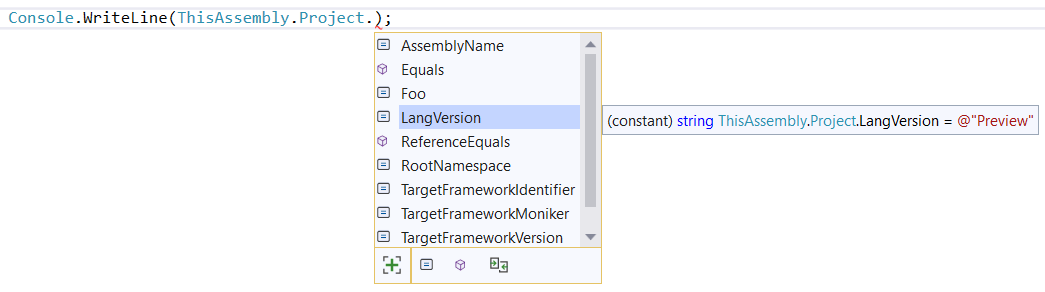 Console.WriteLine(ThisAssembly.Project.);
AssemblyName
Equals
Foo
LangVersion
(constant) string ThisAssembly.Project.LangVersion = @"Preview"
ReferenceEquals
RootNamespace
TargetFrameworkIdentifier
TargetFrameworkMoniker
TargetFrameworkVersion